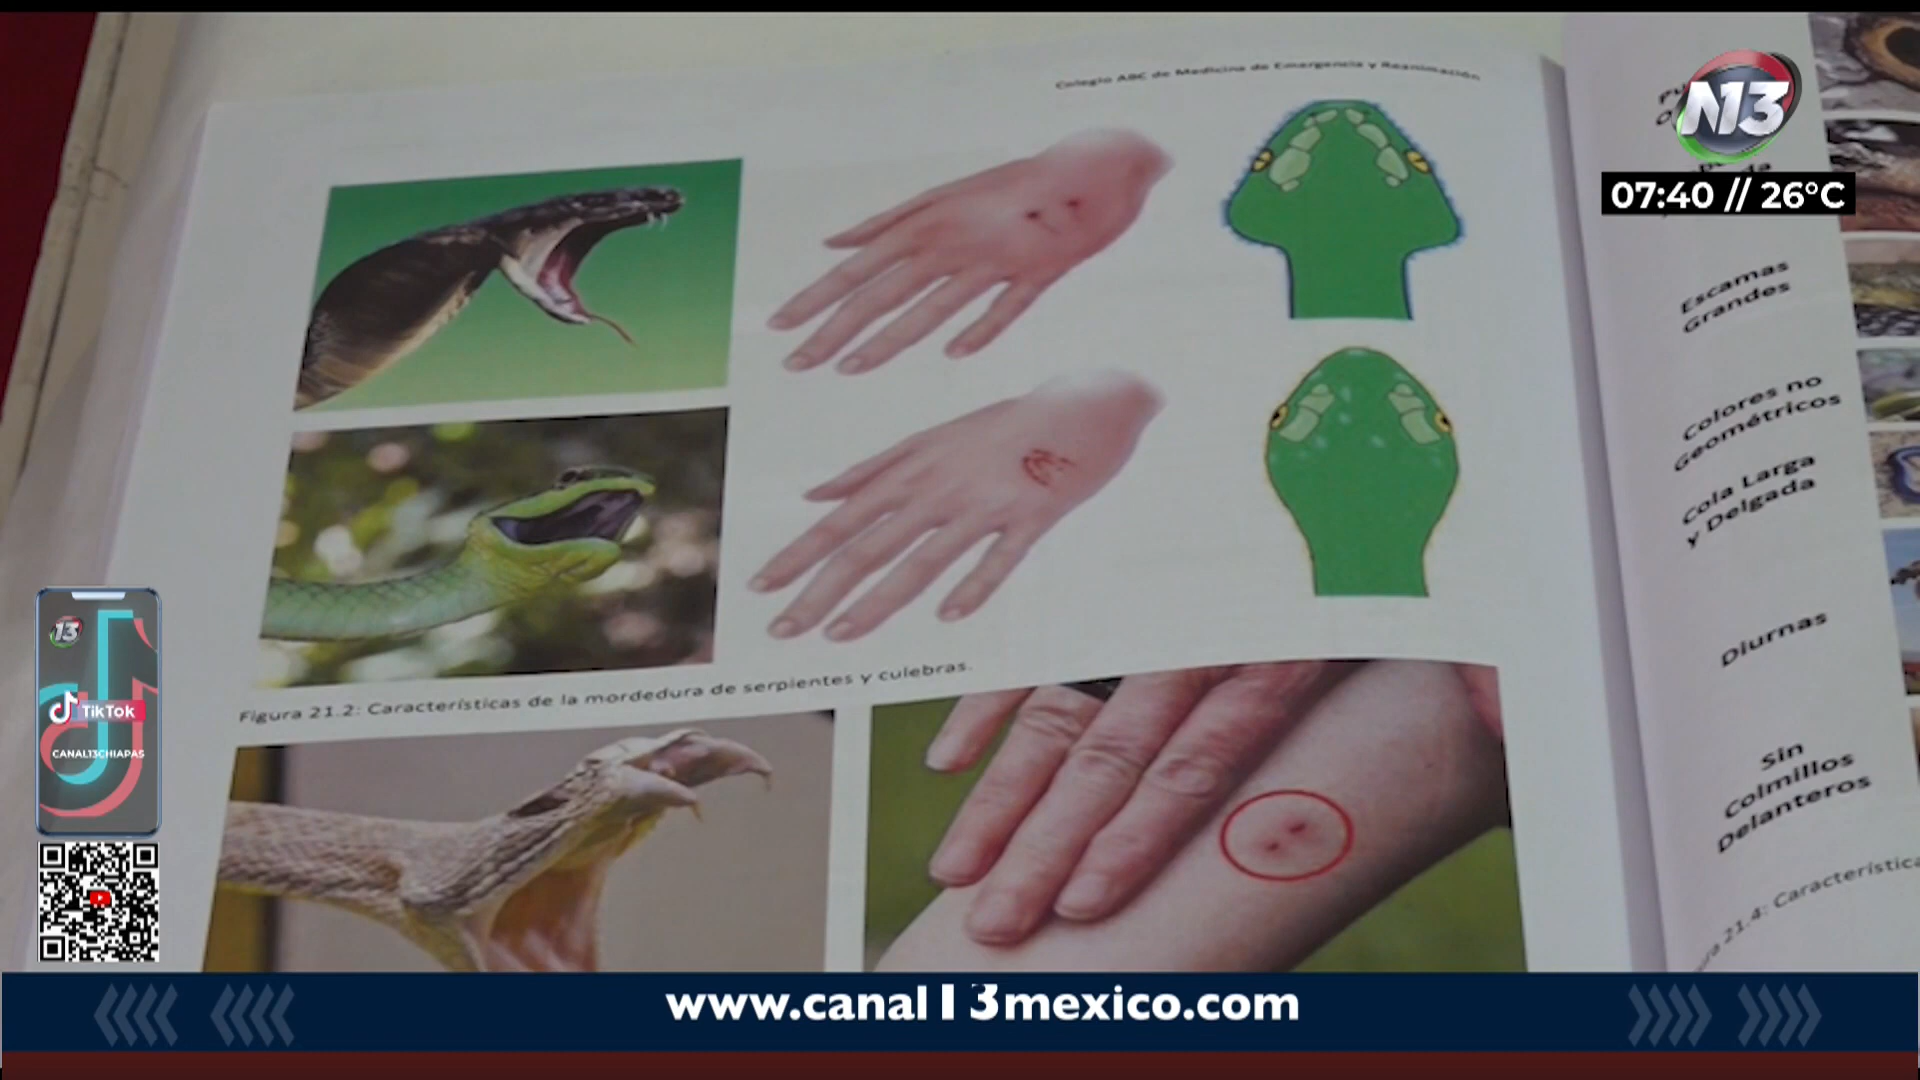 Colegio ABC de Medicina de Emergencia y Reanimación
N13
07:40 // 26°C
Escamas
Grandes
Colores no
Geométricos
Cola Larga
y Delgada
Diurnas
Sin
Colmillos
Delanteros
Figura 21.2: Características de la mordedura de serpientes y culebras.
21.4: Característica
13
TikTok
CANAL13CHIAPAS
www.canal13mexico.com